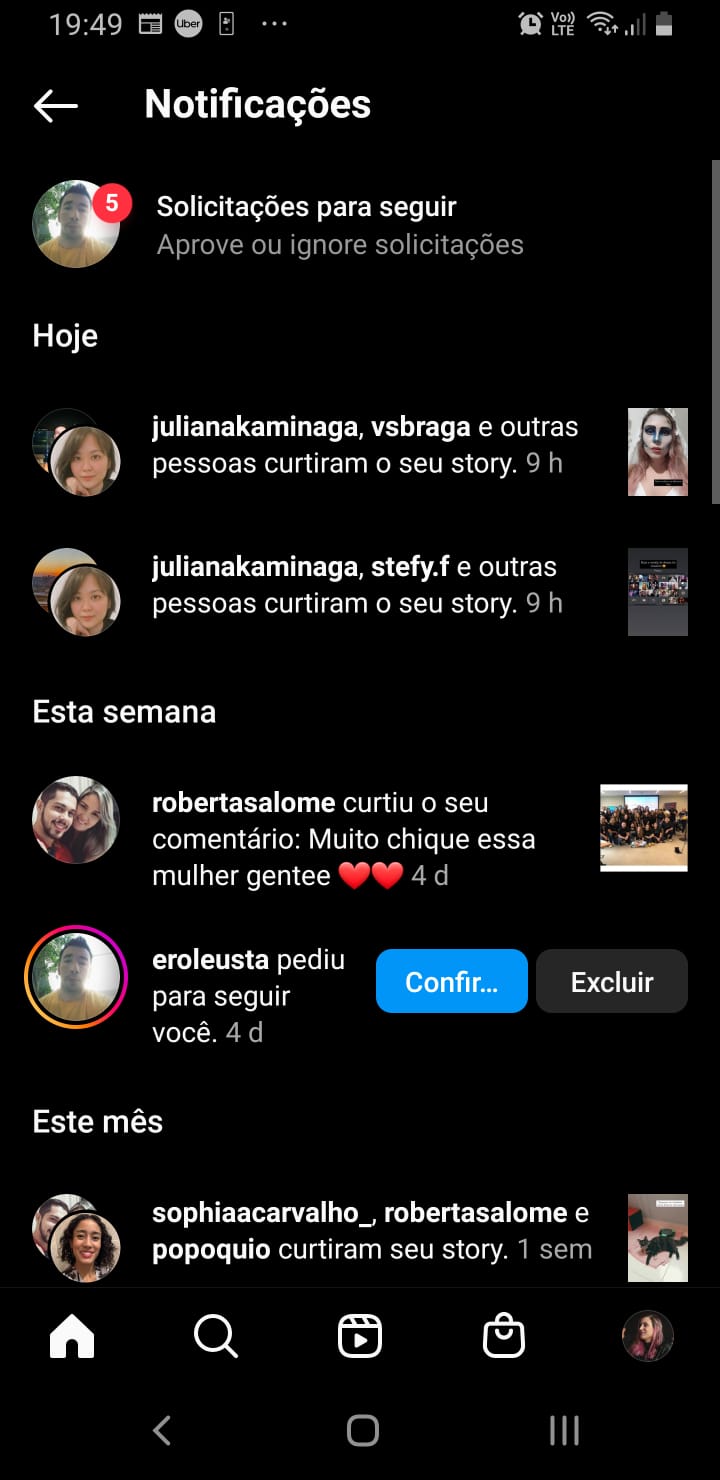 19:49
Uber
Vo))
LTE
Notificações
5
Solicitações para seguir
Aprove ou ignore solicitações
Hoje
julianakaminaga, vsbraga e outras
pessoas curtiram o seu story. 9 h
julianakaminaga, stefy.f e outras
pessoas curtiram o seu story. 9 h
Esta semana
robertasalome curtiu o seu
comentário: Muito chique essa
mulher gentee ❤️❤️ 4 d
eroleusta pediu
para seguir
você. 4 d
Confir...
Excluir
Este mês
sophiaacarvalho_, robertasalome e
popoquio curtiram seu story. 1 sem